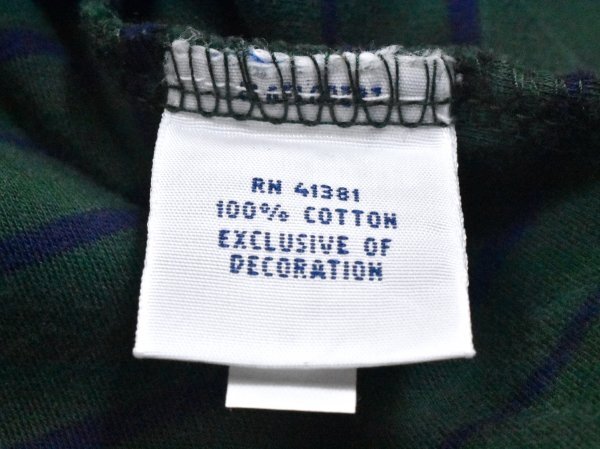 RN 41381
100% COTTON
EXCLUSIVE OF
DECORATION